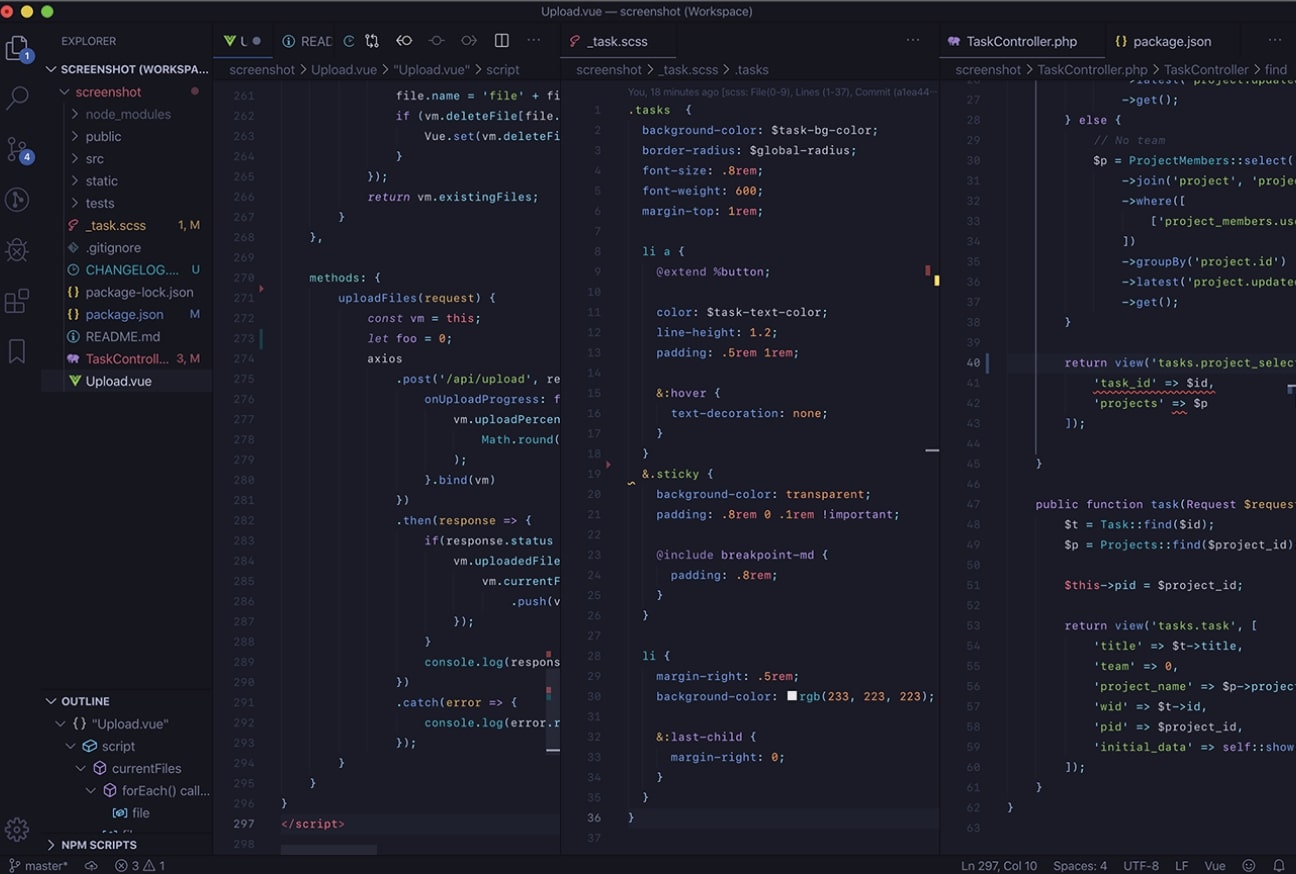 Upload.vue — screenshot (Workspace)
EXPLORER
SCREENSHOT (WORKSPA...
screenshot
node_modules
public
src
static
tests
_task.scss 1, M
.gitignore
CHANGELOG.... U
package-lock.json
package.json M
README.md
TaskControll... 3, M
Upload.vue
OUTLINE
{} "Upload.vue"
script
currentFiles
forEach() call...
file
NPM SCRIPTS
1
4
READ
screenshot > Upload.vue > "Upload.vue" > script
261 file.name = 'file' + fi
262 if (vm.deleteFile[file.
263 Vue.set(vm.deleteFi
264 }
265 });
266 return vm.existingFiles;
267 }
268 },
269
270 methods: {
271 uploadFiles(request) {
272 const vm = this;
273 let foo = 0;
274 axios
275 .post('/api/upload', re
276 onUploadProgress: f
277 vm.uploadPercen
278 Math.round(
279 );
280 }.bind(vm)
281 })
282 .then(response => {
283 if(response.status
284 vm.uploadedFile
285 vm.currentF
286 .push(v
287 });
288 }
289 console.log(respons
290 })
291 .catch(error => {
292 console.log(error.r
293 });
294 }
295 }
296 }
297 </script>
298
_task.scss
screenshot > _task.scss > .tasks
You, 18 minutes ago [scss: File(0-9), Lines (1-37), Commit (a1ea44
1 .tasks {
2 background-color: $task-bg-color;
3 border-radius: $global-radius;
4 font-size: .8rem;
5 font-weight: 600;
6 margin-top: 1rem;
7
8 li a {
9 @extend %button;
10
11 color: $task-text-color;
12 line-height: 1.2;
13 padding: .5rem 1rem;
14
15 &:hover {
16 text-decoration: none;
17 }
18 }
19 &.sticky {
20 background-color: transparent;
21 padding: .8rem 0 .1rem !important;
22
23 @include breakpoint-md {
24 padding: .8rem;
25 }
26 }
27
28 li {
29 margin-right: .5rem;
30 background-color: rgb(233, 223, 223);
31
32 &:last-child {
33 margin-right: 0;
34 }
35 }
36 }
37
TaskController.php
{} package.json
screenshot > TaskController.php > TaskController > find
27 ->get();
28 } else {
29 // No team
30 $p = ProjectMembers::select(
31 ->join('project', 'proje
32 ->where([
33 ['project_members.use
34 ])
35 ->groupBy('project.id')
36 ->latest('project.update
37 ->get();
38 }
39
40 return view('tasks.project_select
41 'task_id' => $id,
42 'projects' => $p
43 ]);
44
45 }
46
47 public function task(Request $request
48 $t = Task::find($id);
49 $p = Projects::find($project_id)
50
51 $this->pid = $project_id;
52
53 return view('tasks.task', [
54 'title' => $t->title,
55 'team' => 0,
56 'project_name' => $p->project
57 'wid' => $t->id,
58 'pid' => $project_id,
59 'initial_data' => self::show
60 ]);
61 }
62 }
63
master*
3 1
Ln 297, Col 10 Spaces: 4 UTF-8 LF Vue